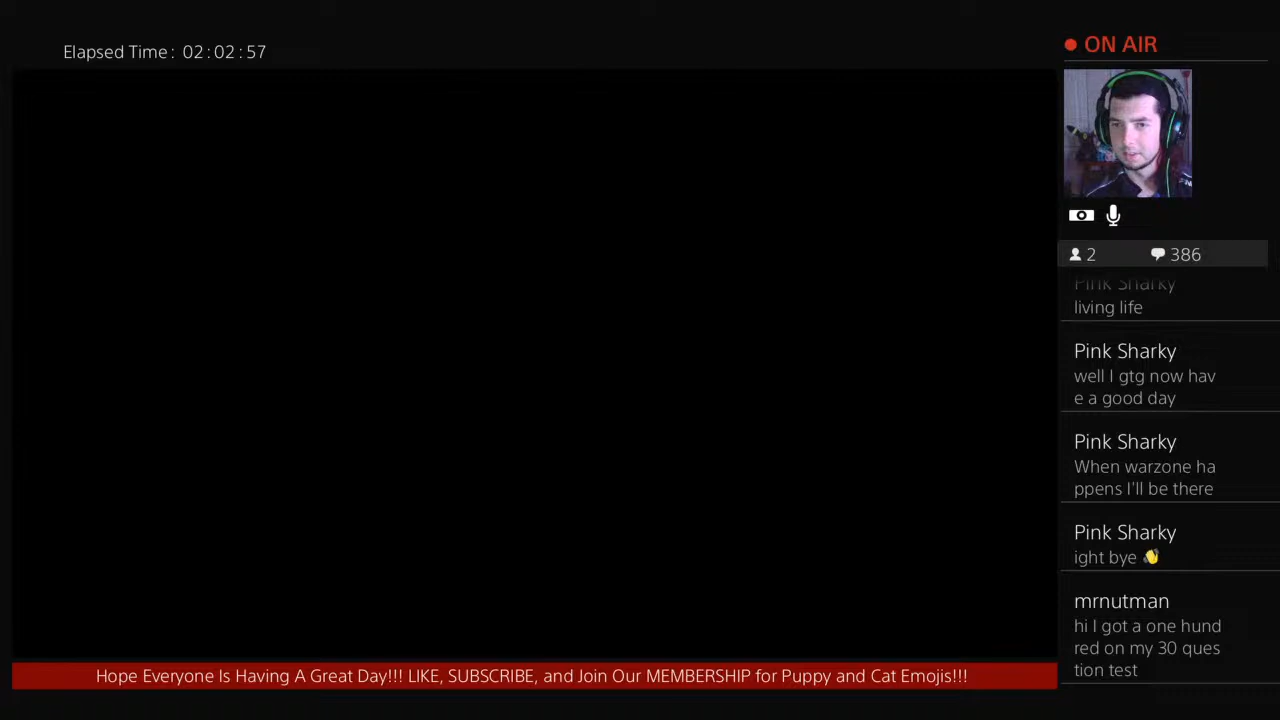 Elapsed Time: 02:02:57
ON AIR
2 386
Pink Sharky
living life
Pink Sharky
well I gtg now hav
e a good day
Pink Sharky
When warzone ha
ppens I'll be there
Pink Sharky
ight bye 👋
mrnutman
hi I got a one hund
red on my 30 ques
tion test
Hope Everyone Is Having A Great Day!!! LIKE, SUBSCRIBE, and Join Our MEMBERSHIP for Puppy and Cat Emojis!!!